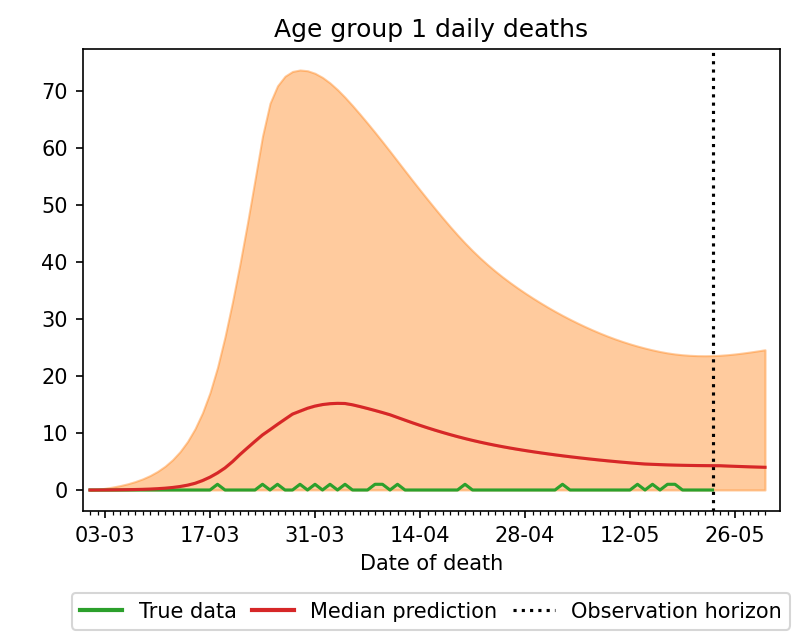 Age group 1 daily deaths
70
60
50
40
30
20
10
0
03-03 17-03 31-03 14-04 28-04 12-05 26-05
Date of death
True data Median prediction Observation horizon